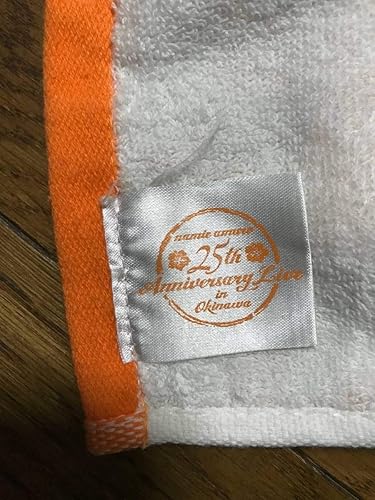 namie amuro
25th
Anniversary Live
in
Okinawa